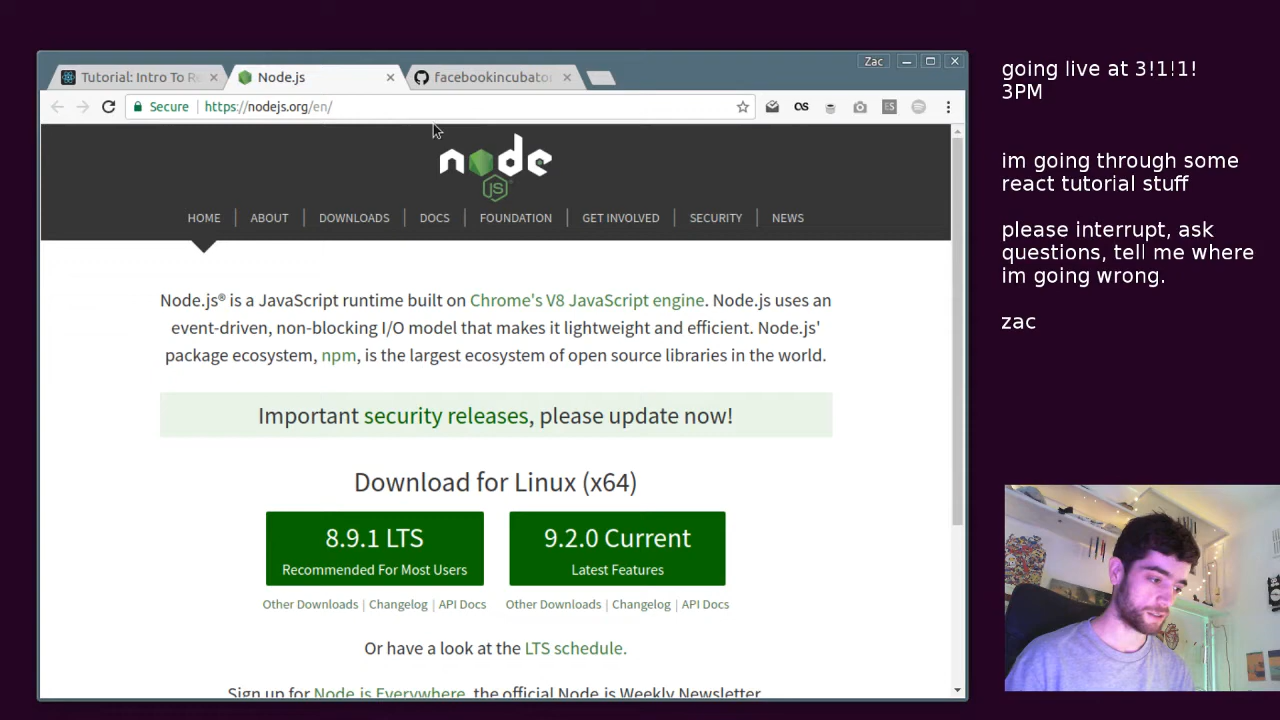 Zac
Tutorial: Intro To Re
Node.js
facebookincubato
Secure
https://nodejs.org/en/
node
JS
HOME
ABOUT
DOWNLOADS
DOCS
FOUNDATION
GET INVOLVED
SECURITY
NEWS
Node.js® is a JavaScript runtime built on Chrome's V8 JavaScript engine. Node.js uses an
event-driven, non-blocking I/O model that makes it lightweight and efficient. Node.js'
package ecosystem, npm, is the largest ecosystem of open source libraries in the world.
Important security releases, please update now!
Download for Linux (x64)
8.9.1 LTS
Recommended For Most Users
9.2.0 Current
Latest Features
Other Downloads | Changelog | API Docs
Other Downloads | Changelog | API Docs
Or have a look at the LTS schedule.
Sign up for Node.js Everywhere, the official Node.js Weekly Newsletter.
going live at 3!1!1!
3PM
im going through some
react tutorial stuff
please interrupt, ask
questions, tell me where
im going wrong.
zac